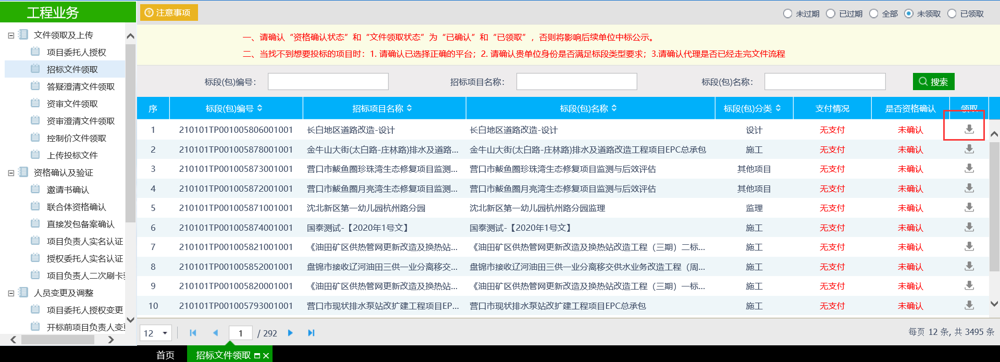 工程业务
注意事项
未过期 已过期 全部 未领取 已领取
文件领取及上传
项目委托人授权
招标文件领取
答疑澄清文件领取
资审文件领取
资审澄清文件领取
控制价文件领取
上传投标文件
资格确认及验证
邀请书确认
联合体资格确认
直接发包备案确认
项目负责人实名认证
授权委托人实名认证
项目负责人二次刷卡
人员变更及调整
项目委托人授权变更
开标前项目负责人变
一、请确认“资格确认状态”和“文件领取状态”为“已确认”和“已领取”，否则将影响后续单位中标公示。
二、当找不到想要投标的项目时：1. 请确认已选择正确的平台；2. 请确认贵单位身份是否满足标段类型要求；3.请确认代理是否已经走完文件流程
标段(包)编号： 招标项目名称： 标段(包)名称： 搜索
序 标段(包)编号 招标项目名称 标段(包)名称 标段(包)分类 支付情况 是否资格确认 领取
1 210101TP001005806001001 长白地区道路改造-设计 长白地区道路改造-设计 设计 无支付 未确认
2 210101TP001005878001001 金牛山大街(太白路-庄林路)排水及道路... 金牛山大街(太白路-庄林路)排水及道路改造工程项目EPC总承包 施工 无支付 未确认
3 210101TP001005873001001 营口市鲅鱼圈珍珠湾生态修复项目监测... 营口市鲅鱼圈珍珠湾生态修复项目监测与后效评估 其他项目 无支付 未确认
4 210101TP001005872001001 营口市鲅鱼圈月亮湾生态修复项目监测... 营口市鲅鱼圈月亮湾生态修复项目监测与后效评估 其他项目 无支付 未确认
5 210101TP001005871001001 沈北新区第一幼儿园杭州路分园 沈北新区第一幼儿园杭州路分园监理 监理 无支付 未确认
6 210101TP001005874001001 国泰测试-【2020年1号文】 国泰测试-【2020年1号文】 施工 无支付 未确认
7 210101TP001005821001001 《油田矿区供热管网更新改造及换热站... 《油田矿区供热管网更新改造及换热站改造工程（三期）二标... 施工 无支付 未确认
8 210101TP001005852001001 盘锦市接收辽河油田三供一业分离移交... 盘锦市接收辽河油田三供一业分离移交供水业务改造工程（周... 施工 无支付 未确认
9 210101TP001005820001001 《油田矿区供热管网更新改造及换热站... 《油田矿区供热管网更新改造及换热站改造工程（三期）一标... 施工 无支付 未确认
10 210101TP001005793001001 营口市现状排水泵站改扩建工程项目EP... 营口市现状排水泵站改扩建工程项目EPC总承包 施工 无支付 未确认
12 1 / 292 每页 12 条, 共 3495 条
首页 招标文件领取